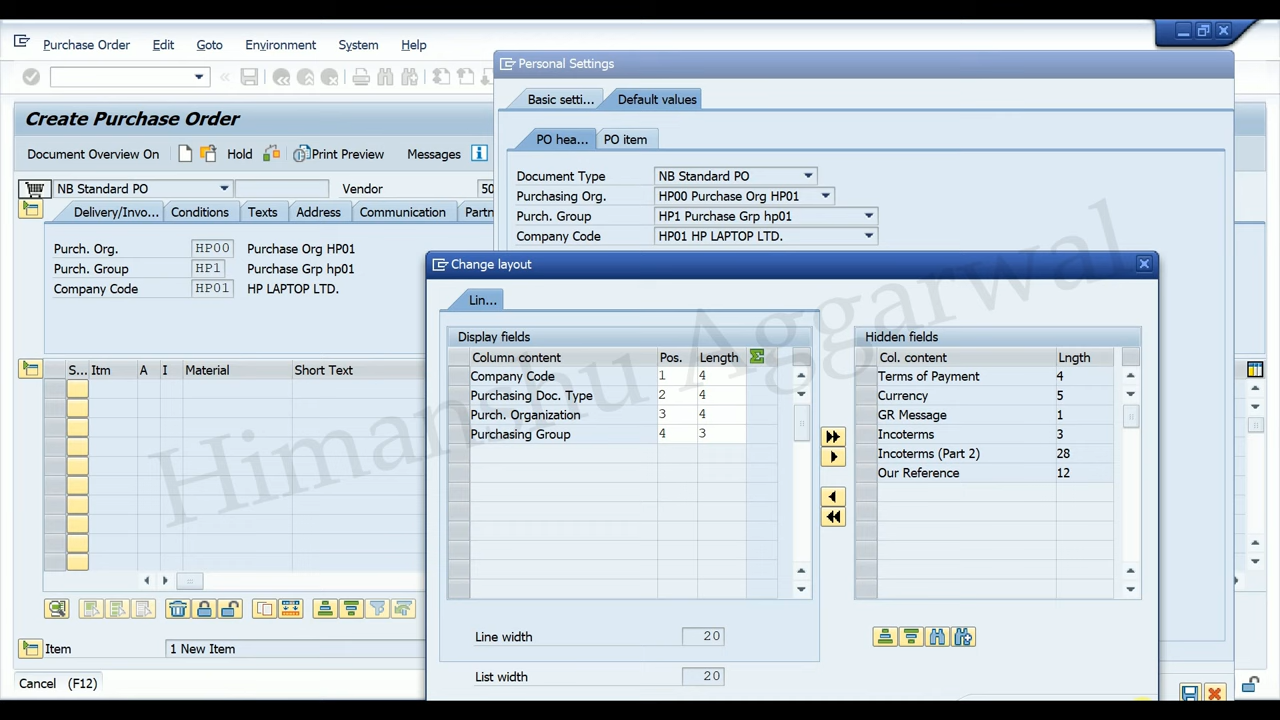 Purchase Order Edit Goto Environment System Help
Personal Settings
Basic setti... Default values
Create Purchase Order
PO hea... PO item
Document Overview On Hold Print Preview Messages
Document Type NB Standard PO
NB Standard PO Vendor 50
Purchasing Org. HP00 Purchase Org HP01
Delivery/Invo... Conditions Texts Address Communication Partn
Purch. Group HP1 Purchase Grp hp01
Company Code HP01 HP LAPTOP LTD.
Purch. Org. HP00 Purchase Org HP01
Purch. Group HP1 Purchase Grp hp01
Company Code HP01 HP LAPTOP LTD.
Change layout
Lin...
Display fields Hidden fields
Column content Pos. Length Col. content Lngth
S... Itm A I Material Short Text
Company Code 1 4 Terms of Payment 4
Purchasing Doc. Type 2 4 Currency 5
Purch. Organization 3 4 GR Message 1
Purchasing Group 4 3 Incoterms 3
Incoterms (Part 2) 28
Our Reference 12
Himanshu Aggarwal
Line width 20
Item 1 New Item
List width 20
Cancel (F12)